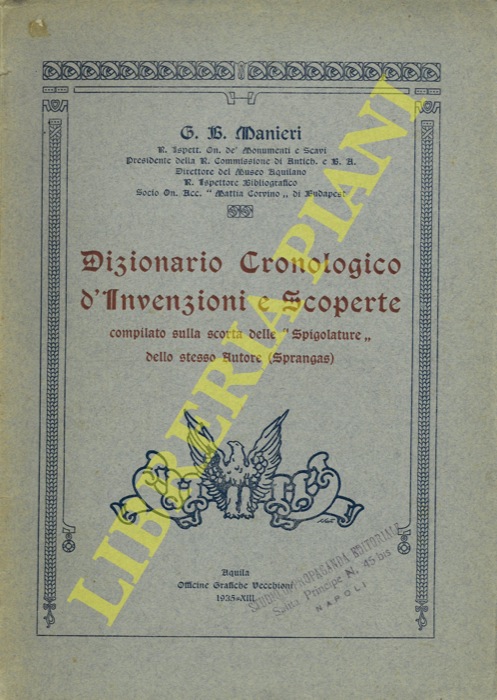 G. B. Manieri
R. Ispett. On. de' Monumenti e Scavi
Presidente della R. Commissione di Antich. e B. A.
Direttore del Museo Aquilano
R. Ispettore Bibliografico
Socio On. Acc. " Mattia Corvino „ di Budapest
Dizionario Cronologico
d'Invenzioni e Scoperte
compilato sulla scorta delle " Spigolature „
dello stesso Autore (Sprangas)
Aquila
Officine Grafiche Vecchioni
1935-XIII
PROPAGANDA EDITORIALE
Santa Principe N. 45 bis
NAPOLI
LIBRERIA PIANI